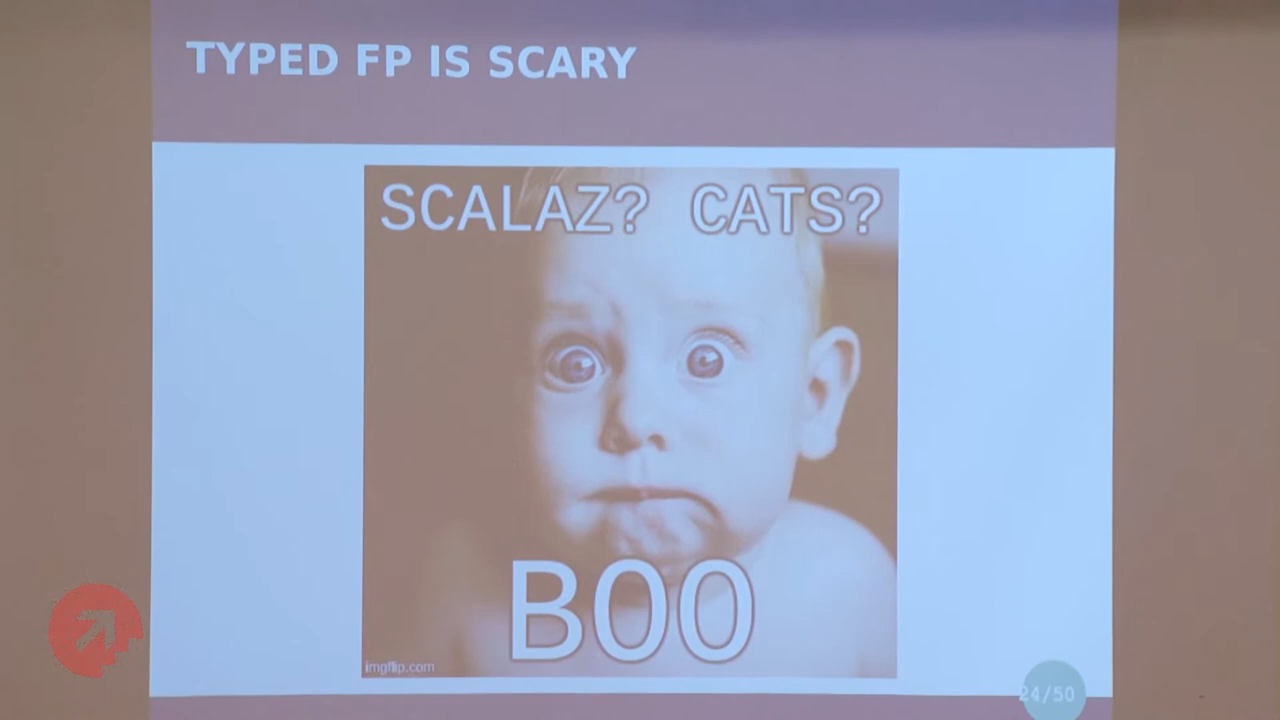 TYPED FP IS SCARY
SCALAZ? CATS?
BOO
imgflip.com
24/50